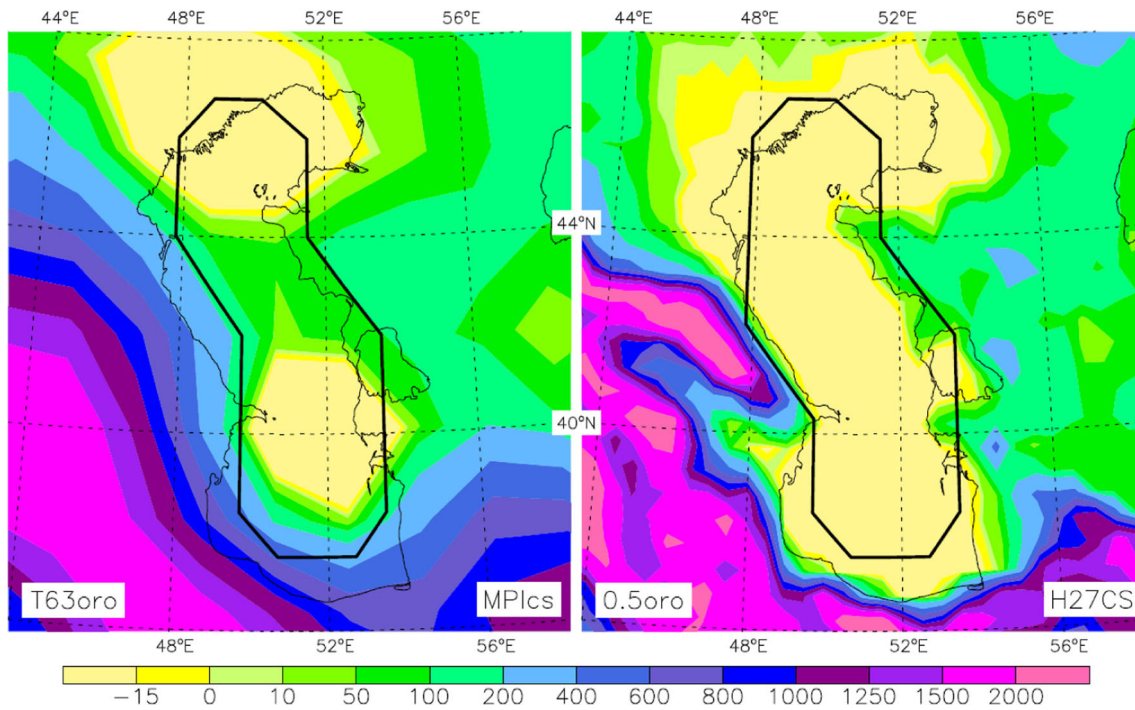 44°E 48°E 52°E 56°E 44°E 48°E 52°E 56°E
44°N
40°N
T63oro MPIcs 0.5oro H27CS
48°E 52°E 56°E 48°E 52°E 56°E
−15 0 10 50 100 200 400 600 800 1000 1250 1500 2000